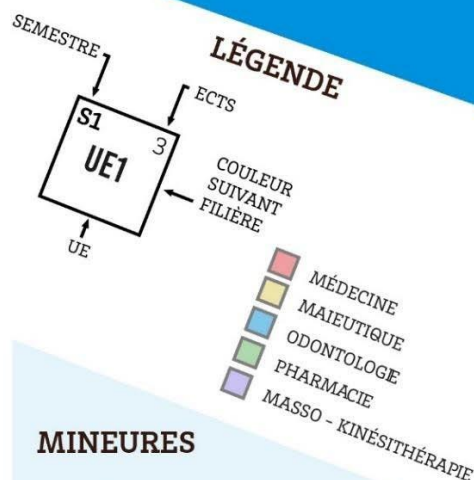 LÉGENDE
SEMESTRE
ECTS
S1
3
UE1
COULEUR
SUIVANT
FILIÈRE
UE
MÉDECINE
MAIEUTIQUE
ODONTOLOGIE
PHARMACIE
MASSO - KINÉSITHÉRAPIE
MINEURES